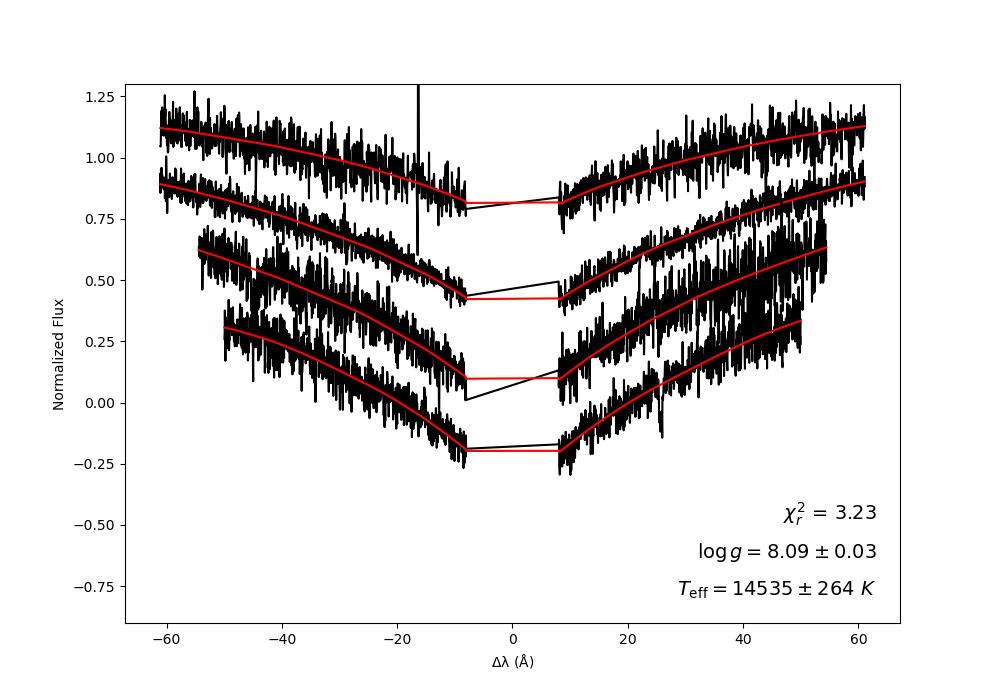 1.25
1.00
0.75
0.50
0.25
0.00
−0.25
−0.50
−0.75
Normalized Flux
χ²ᵣ = 3.23
log g = 8.09 ± 0.03
T_eff = 14535 ± 264 K
−60 −40 −20 0 20 40 60
Δλ (Å)